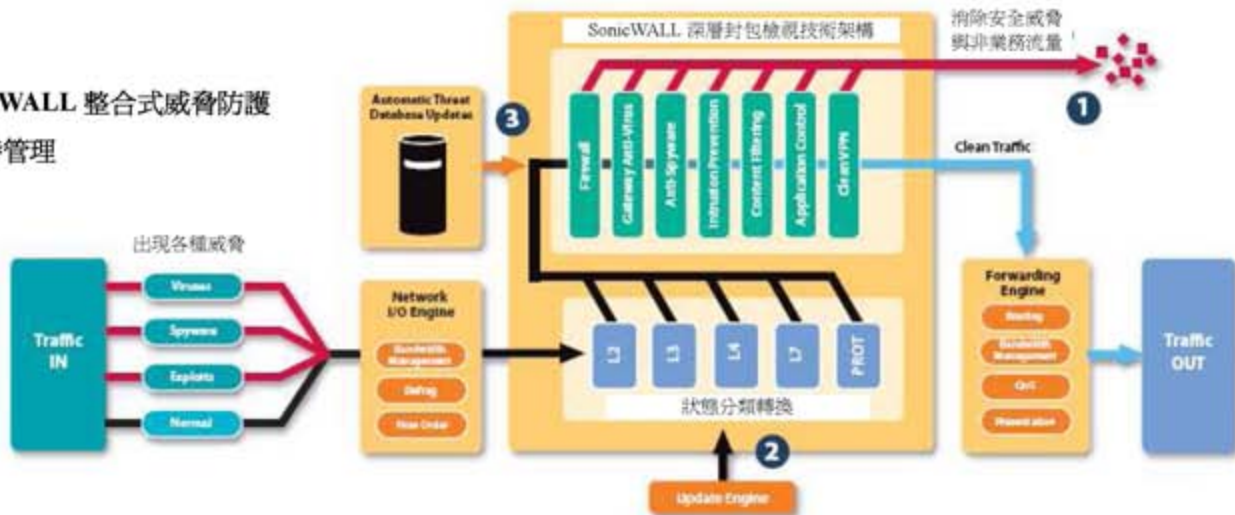 WALL 整合式威脅防護
管理
SonicWALL 深層封包檢視技術架構
消除安全威脅
與非業務流量
1
Automatic Threat
Database Updates
3
Firewall
Gateway Anti-Virus
Anti-Spyware
Intrusion Prevention
Content Filtering
Application Control
Clean VPN
Clean Traffic
出現各種威脅
Traffic
IN
Viruses
Spyware
Exploits
Normal
Network
I/O Engine
Bandwidth
Management
Defrag
L2
L3
L4
L7
PROT
狀態分類轉換
2
Update Engine
Forwarding
Engine
Routing
Bandwidth
Management
QoS
Traffic
OUT